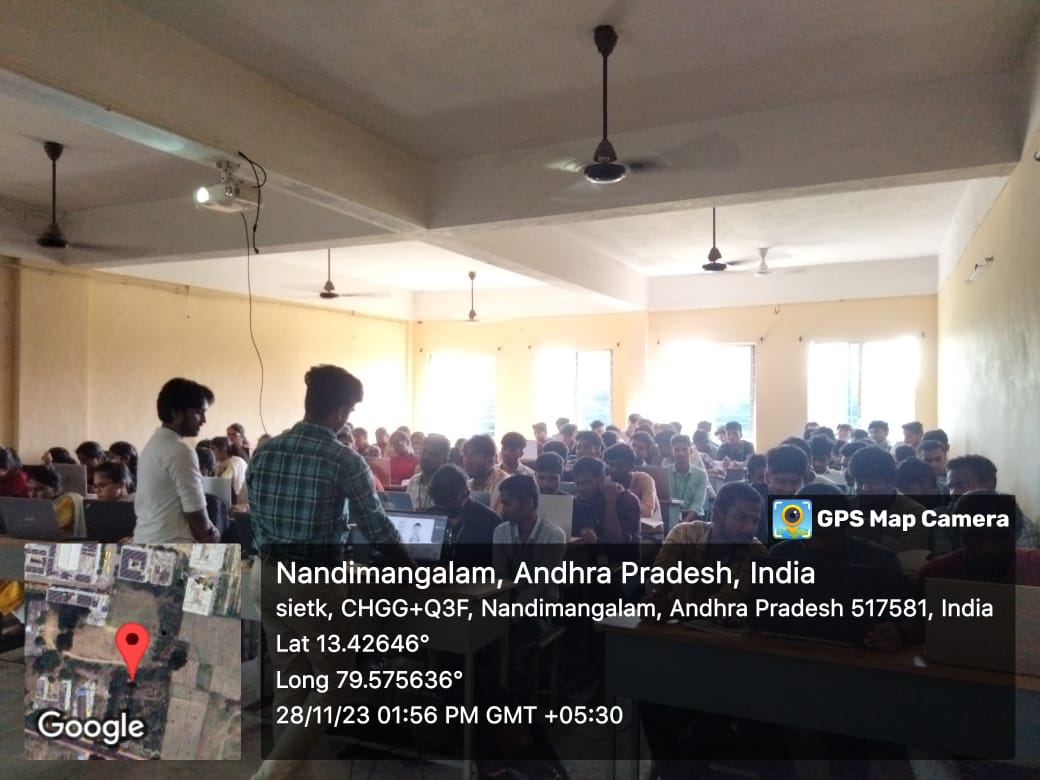 GPS Map Camera
Nandimangalam, Andhra Pradesh, India
sietk, CHGG+Q3F, Nandimangalam, Andhra Pradesh 517581, India
Lat 13.42646°
Long 79.575636°
28/11/23 01:56 PM GMT +05:30
Google